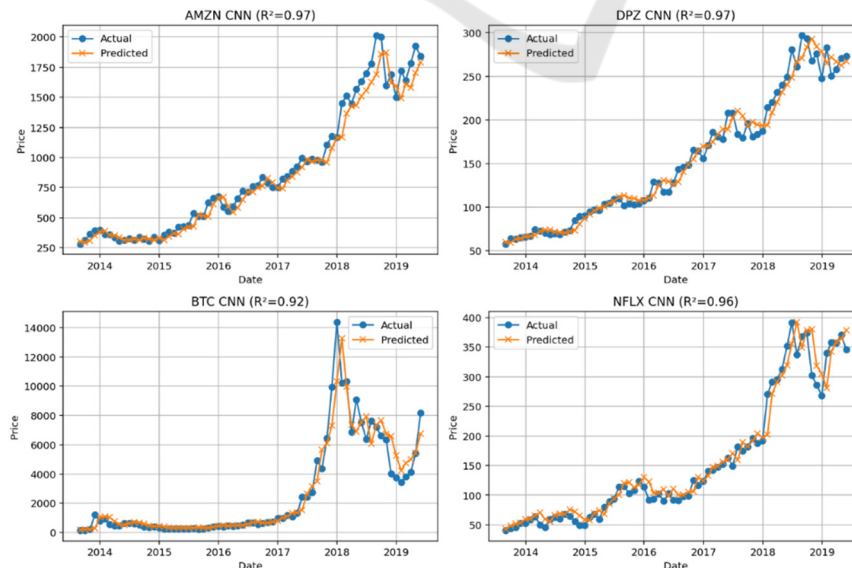 AMZN CNN (R²=0.97)
Actual
Predicted
2000
1750
1500
1250
1000
750
500
250
Price
2014 2015 2016 2017 2018 2019
Date
DPZ CNN (R²=0.97)
Actual
Predicted
300
250
200
150
100
50
Price
2014 2015 2016 2017 2018 2019
Date
BTC CNN (R²=0.92)
Actual
Predicted
14000
12000
10000
8000
6000
4000
2000
0
Price
2014 2015 2016 2017 2018 2019
Date
NFLX CNN (R²=0.96)
Actual
Predicted
400
350
300
250
200
150
100
50
Price
2014 2015 2016 2017 2018 2019
Date